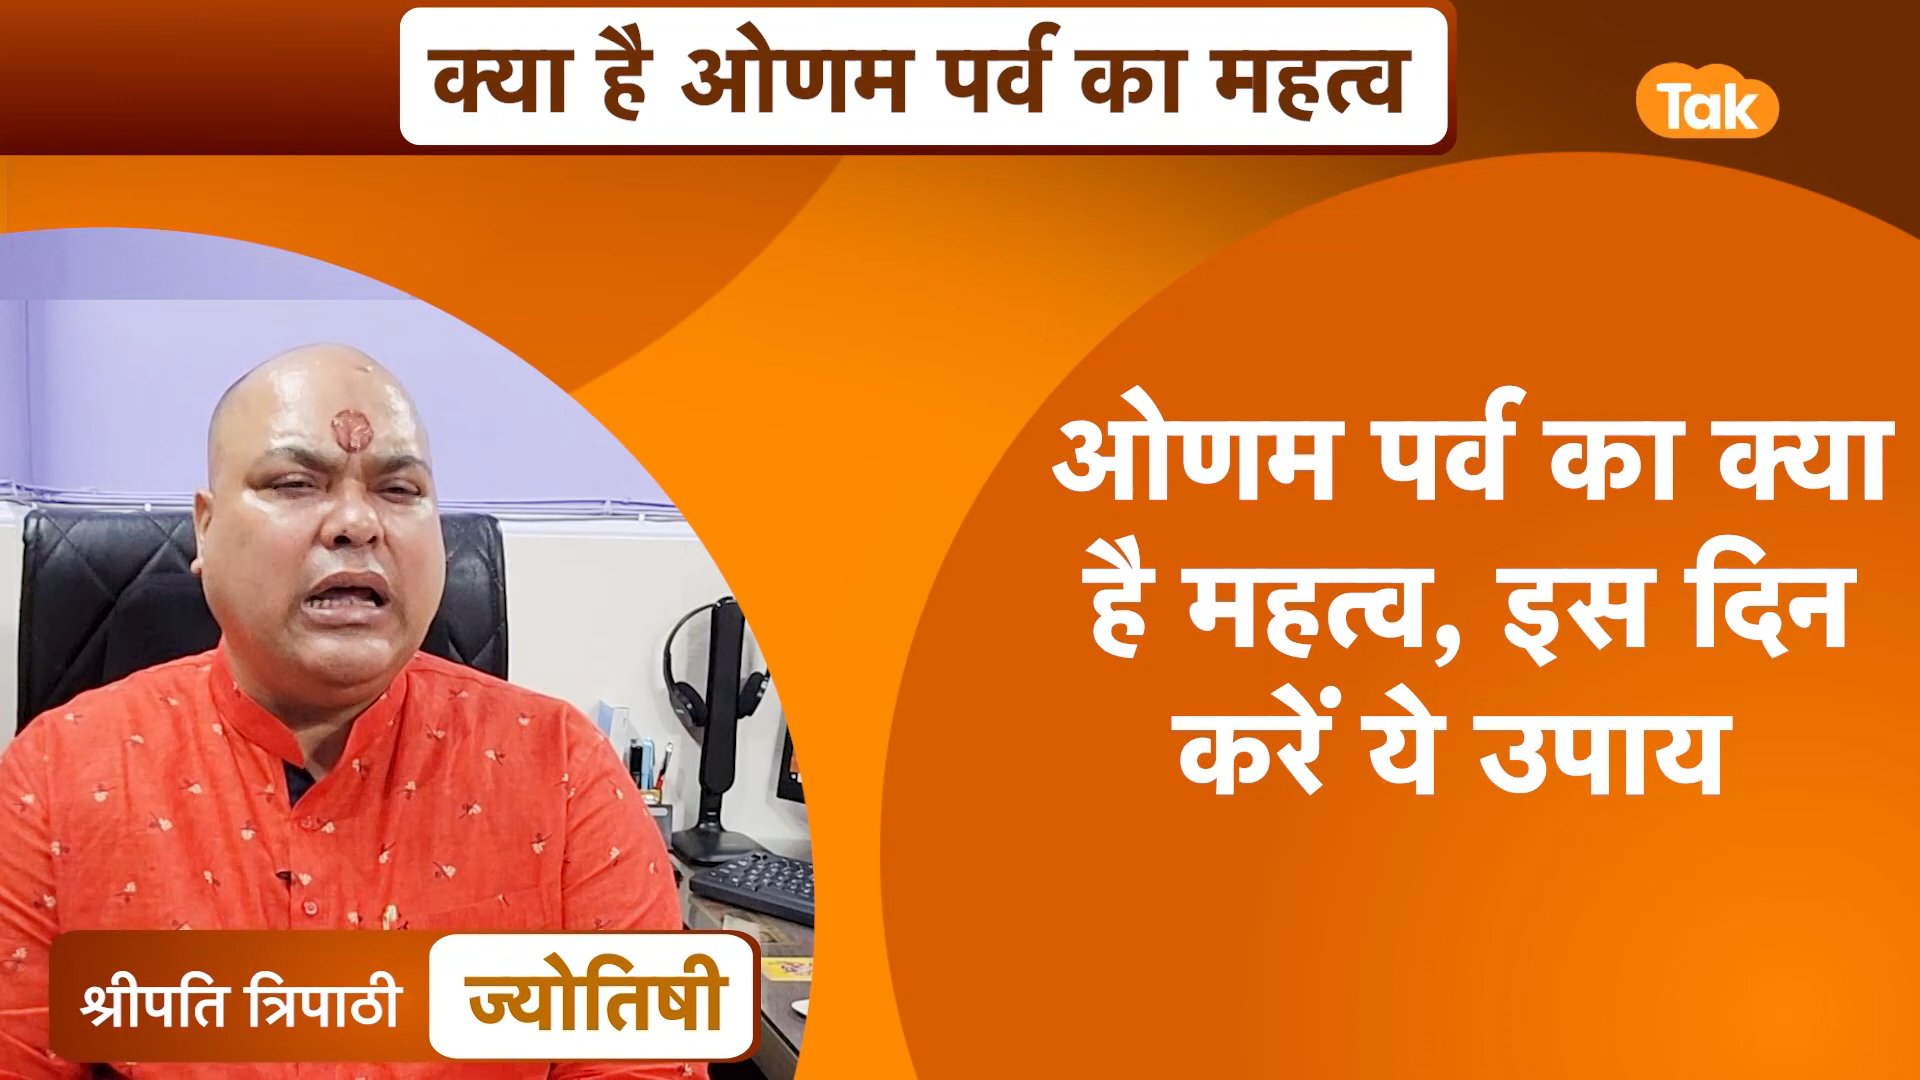 क्या है ओणम पर्व का महत्व
Tak
ओणम पर्व का क्या
है महत्व, इस दिन
करें ये उपाय
श्रीपति त्रिपाठी
ज्योतिषी